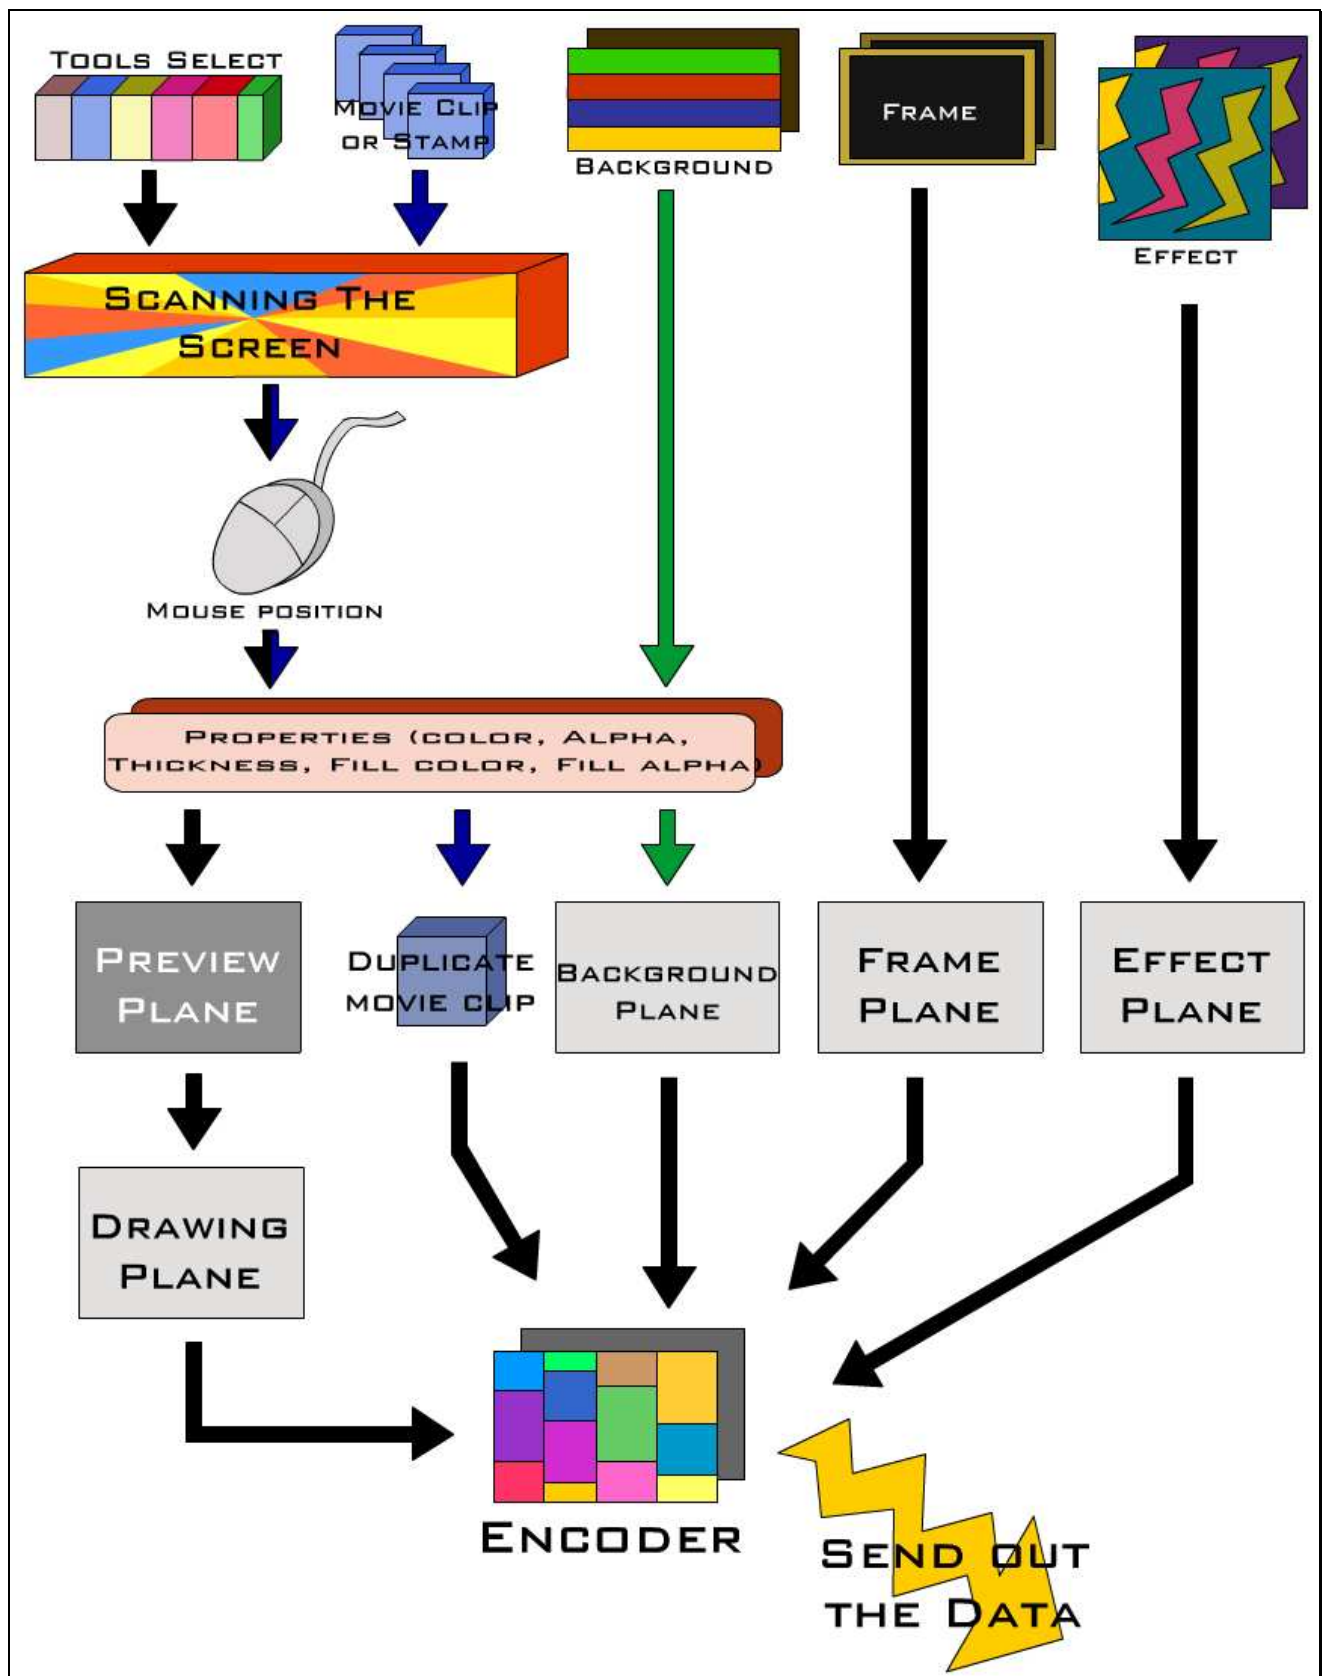 Tools Select
Movie Clip
or Stamp
Background
Frame
Effect
Scanning The
Screen
Mouse position
Properties (color, Alpha,
Thickness, Fill color, Fill alpha)
Preview
Plane
Duplicate
movie clip
Background
Plane
Frame
Plane
Effect
Plane
Drawing
Plane
Encoder
Send out
the Data